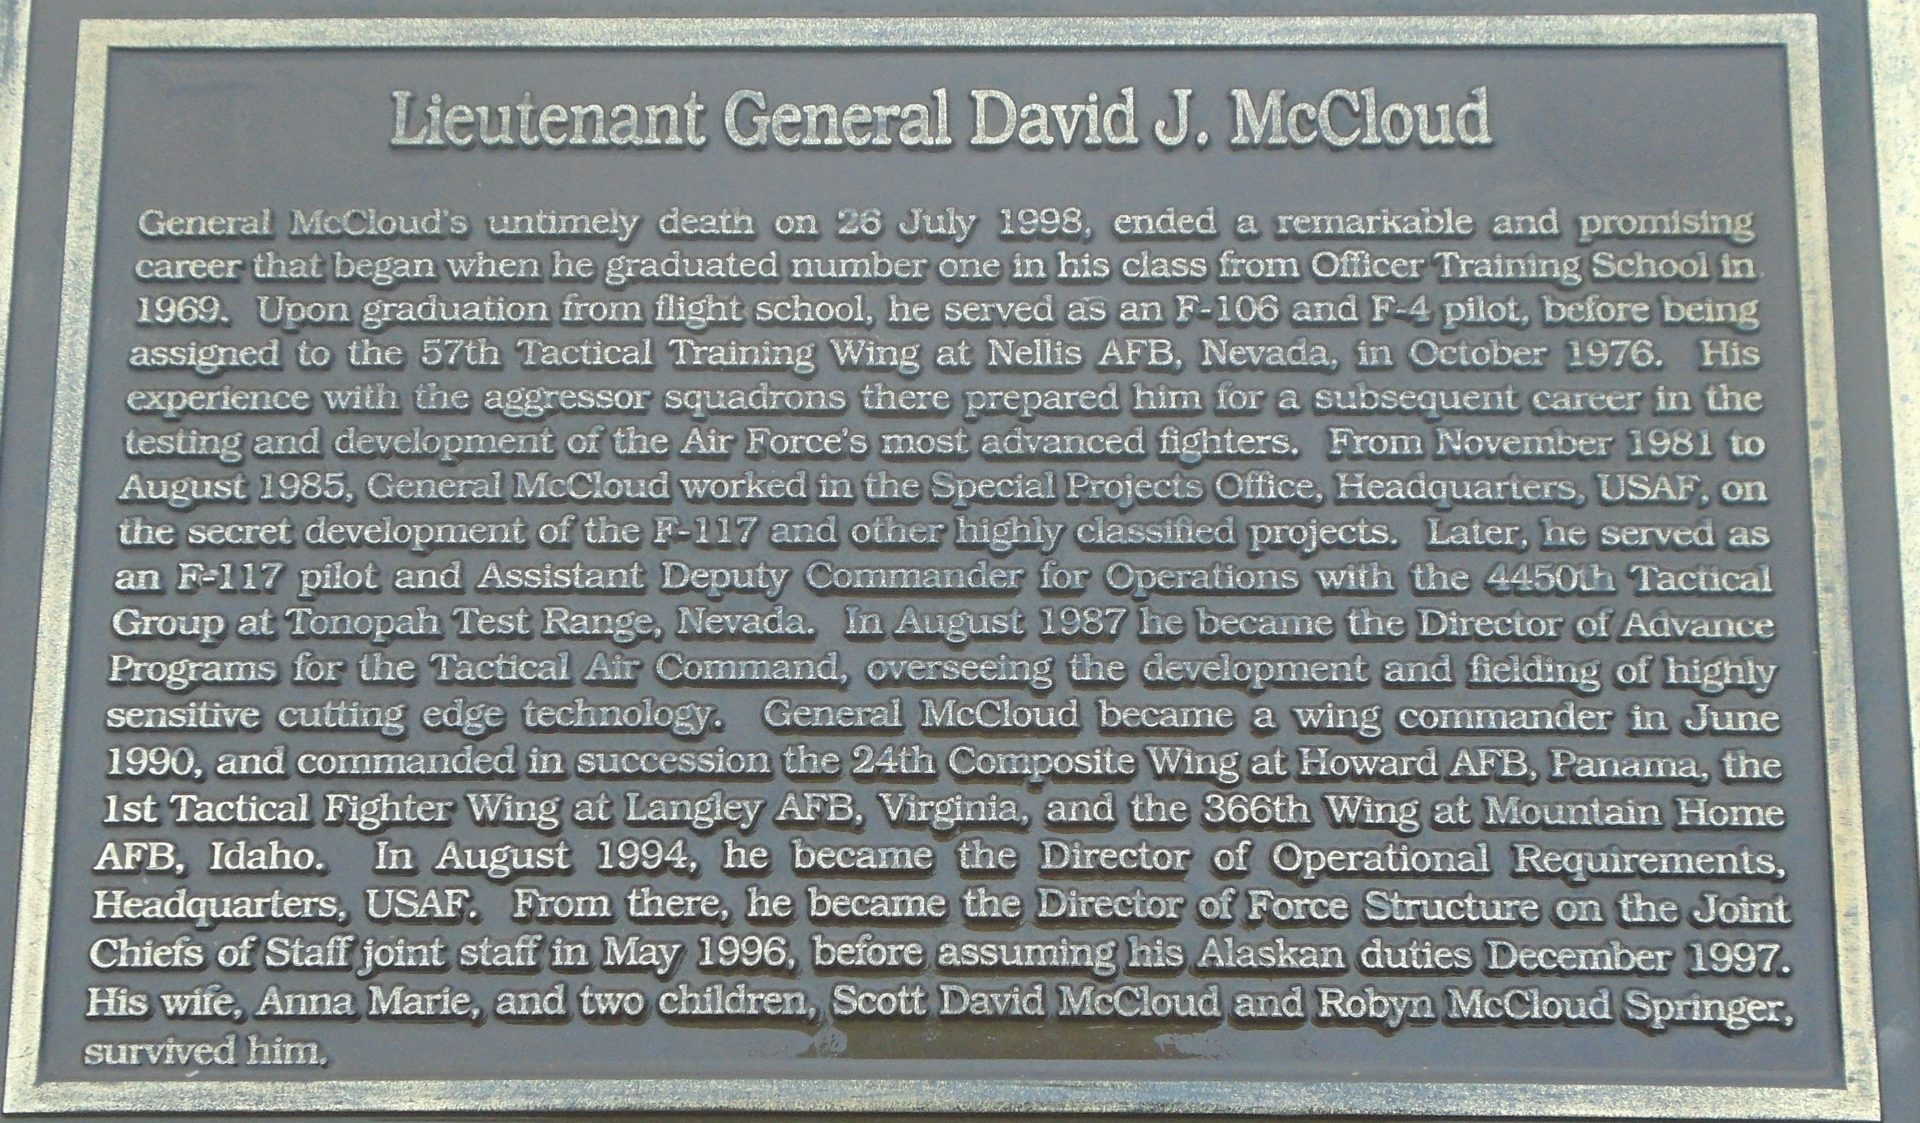 Lieutenant General David J. McCloud
General McCloud's untimely death on 26 July 1998, ended a remarkable and promising
career that began when he graduated number one in his class from Officer Training School in
1969. Upon graduation from flight school, he served as an F-106 and F-4 pilot, before being
assigned to the 57th Tactical Training Wing at Nellis AFB, Nevada, in October 1976. His
experience with the aggressor squadrons there prepared him for a subsequent career in the
testing and development of the Air Force's most advanced fighters. From November 1981 to
August 1985, General McCloud worked in the Special Projects Office, Headquarters, USAF, on
the secret development of the F-117 and other highly classified projects. Later, he served as
an F-117 pilot and Assistant Deputy Commander for Operations with the 4450th Tactical
Group at Tonopah Test Range, Nevada. In August 1987 he became the Director of Advance
Programs for the Tactical Air Command, overseeing the development and fielding of highly
sensitive cutting edge technology. General McCloud became a wing commander in June
1990, and commanded in succession the 24th Composite Wing at Howard AFB, Panama, the
1st Tactical Fighter Wing at Langley AFB, Virginia, and the 366th Wing at Mountain Home
AFB, Idaho. In August 1994, he became the Director of Operational Requirements,
Headquarters, USAF. From there, he became the Director of Force Structure on the Joint
Chiefs of Staff joint staff in May 1996, before assuming his Alaskan duties December 1997.
His wife, Anna Marie, and two children, Scott David McCloud and Robyn McCloud Springer,
survived him.